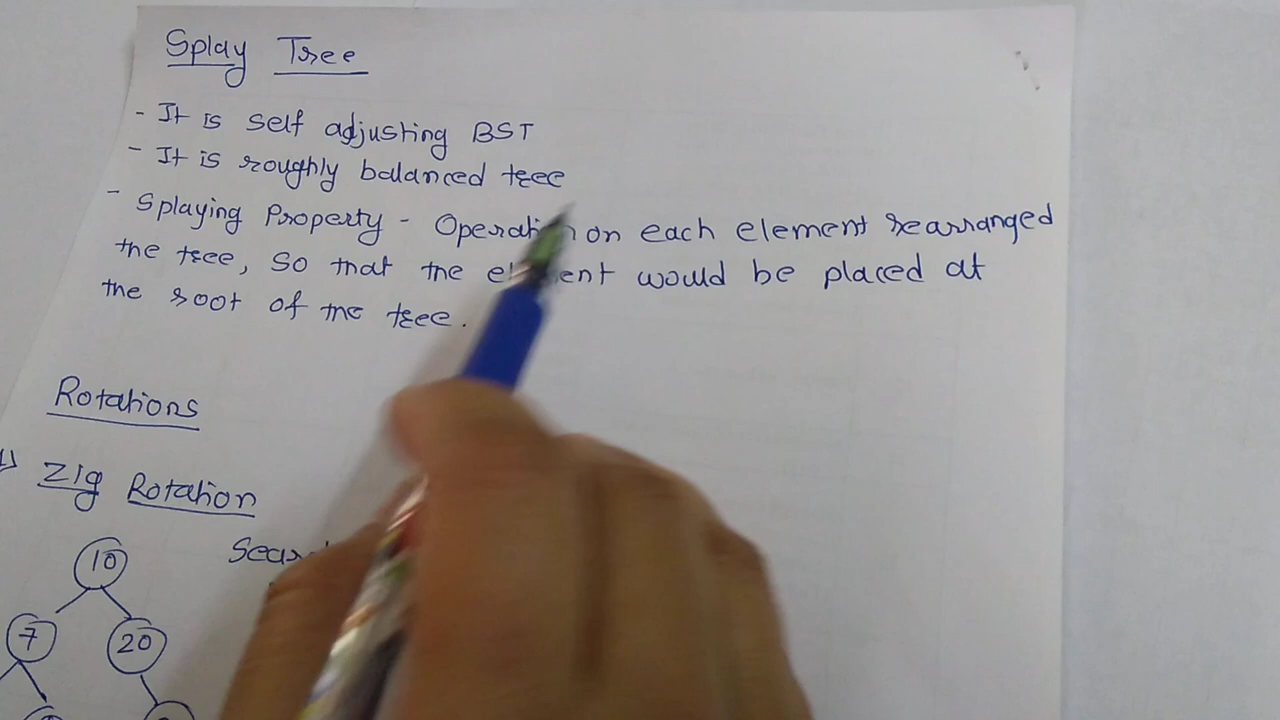 Splay Tree
- It is self adjusting BST
- It is roughly balanced tree
- Splaying Property - Operation on each element rearranged
the tree, so that the element would be placed at
the root of the tree.
Rotations
1) Zig Rotation
10
7 20